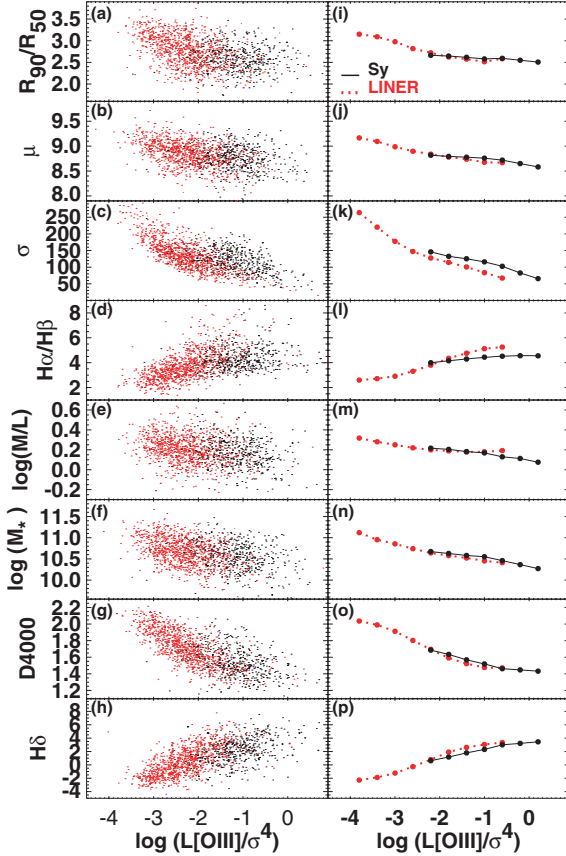 (a)
(i)
R90/R50
3.5
3.0
2.5
2.0
Sy
LINER
(b)
(j)
μ
9.5
9.0
8.5
8.0
(c)
(k)
σ
250
200
150
100
50
(d)
(l)
Hα/Hβ
8
6
4
2
(e)
(m)
log(M/L)
0.6
0.4
0.2
0.0
-0.2
(f)
(n)
log (M*)
11.5
11.0
10.5
10.0
(g)
(o)
D4000
2.2
2.0
1.8
1.6
1.4
1.2
(h)
(p)
Hδ
8
6
4
2
0
-2
-4
-4 -3 -2 -1 0
-4 -3 -2 -1 0
log (L[OIII]/σ⁴)
log (L[OIII]/σ⁴)